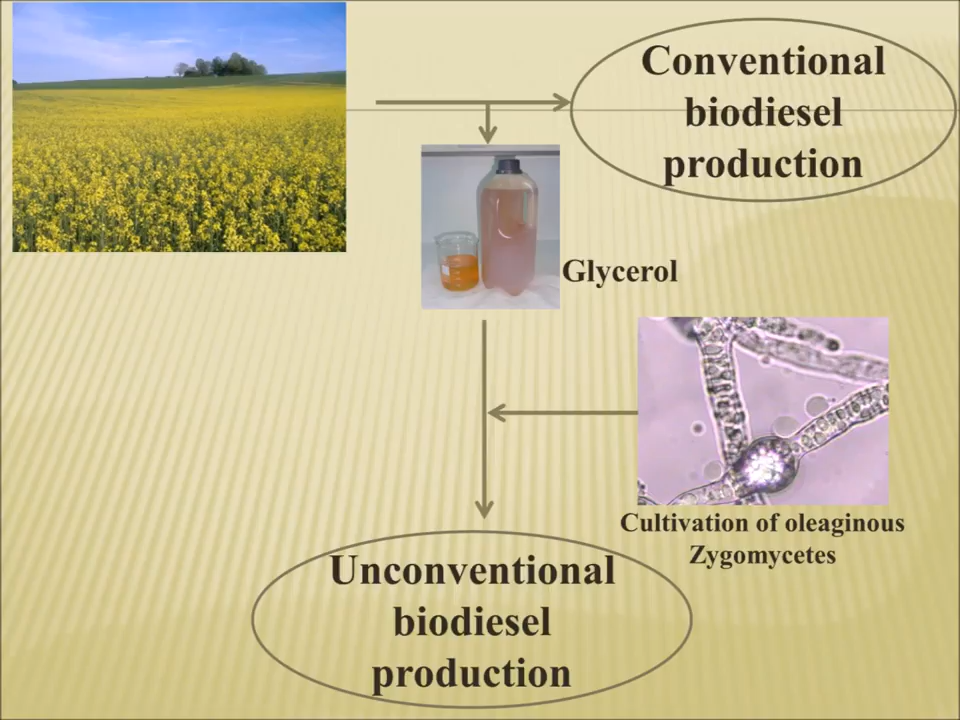 Conventional
biodiesel
production
Glycerol
Cultivation of oleaginous
Zygomycetes
Unconventional
biodiesel
production